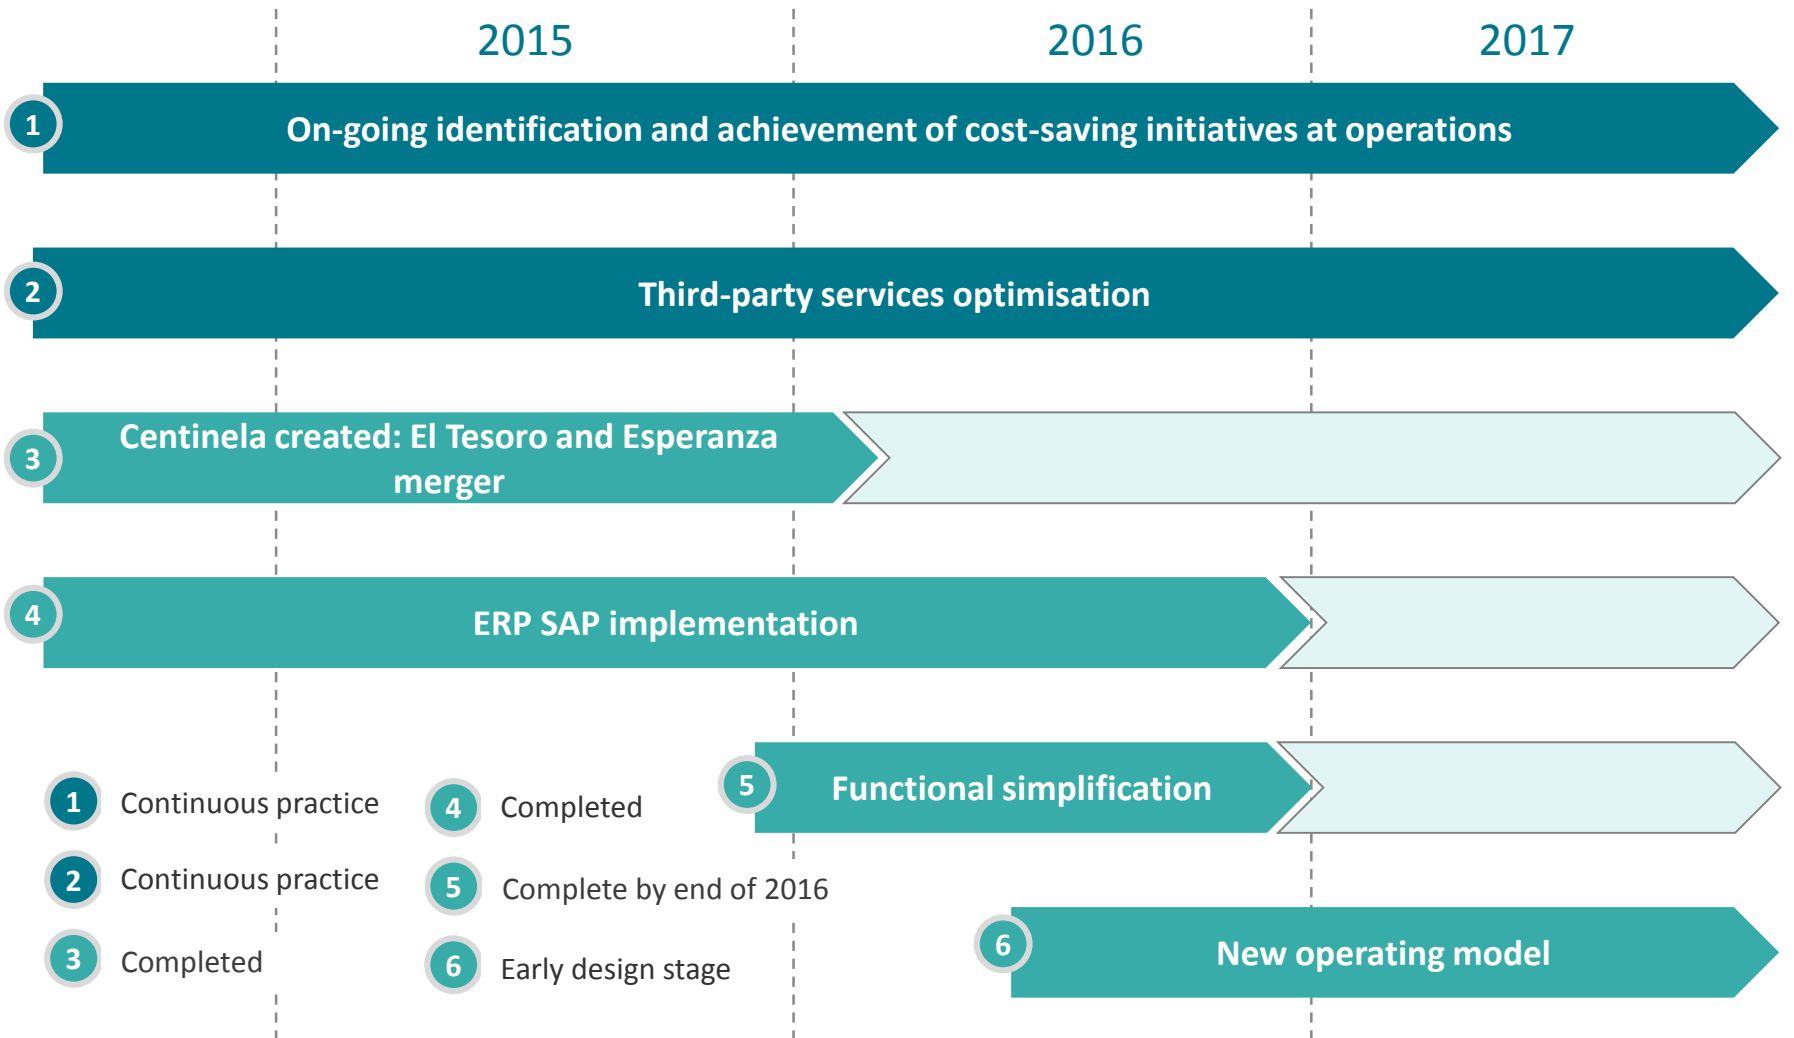 2015
2016
2017
1
On-going identification and achievement of cost-saving initiatives at operations
2
Third-party services optimisation
3
Centinela created: El Tesoro and Esperanza
merger
4
ERP SAP implementation
5
Functional simplification
6
New operating model
1
Continuous practice
2
Continuous practice
3
Completed
4
Completed
5
Complete by end of 2016
6
Early design stage